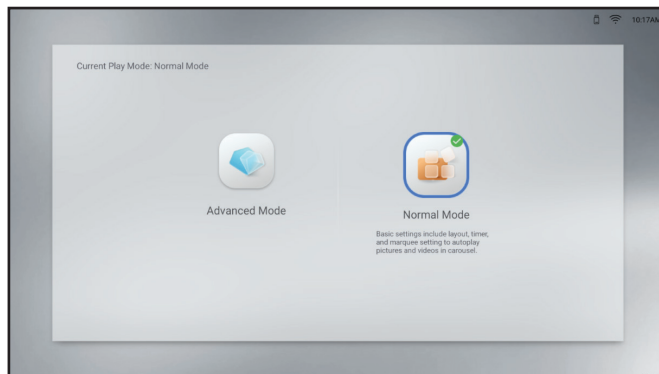 10:17AM
Current Play Mode: Normal Mode
Advanced Mode
Normal Mode
Basic settings include layout, timer,
and marquee setting to autoplay
pictures and videos in carousel.